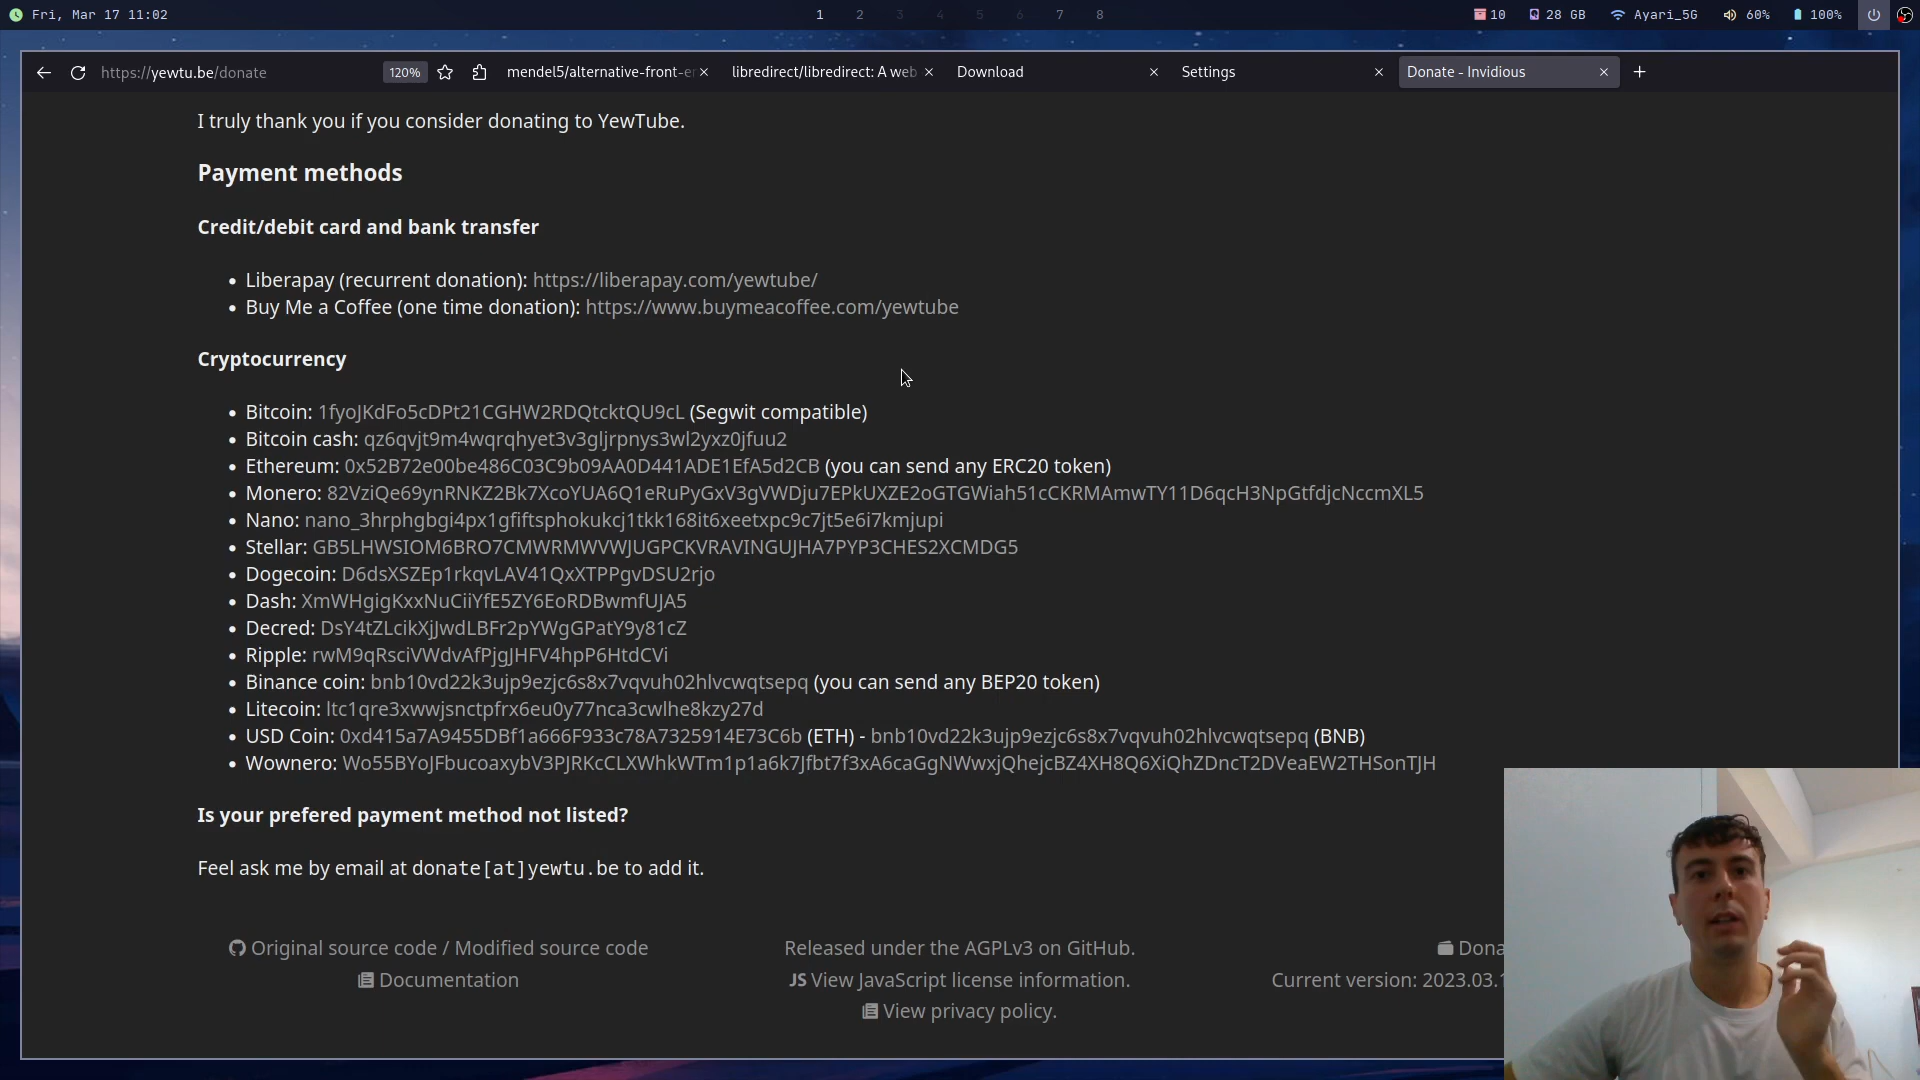 Fri, Mar 17 11:02
1 2 3 4 5 6 7 8
10 28 GB Ayari_5G 60% 100%
https://yewtu.be/donate 120% mendel5/alternative-front-er libredirect/libredirect: A web Download Settings Donate - Invidious
I truly thank you if you consider donating to YewTube.
Payment methods
Credit/debit card and bank transfer
• Liberapay (recurrent donation): https://liberapay.com/yewtube/
• Buy Me a Coffee (one time donation): https://www.buymeacoffee.com/yewtube
Cryptocurrency
• Bitcoin: 1fyoJKdFo5cDPt21CGHW2RDQtcktQU9cL (Segwit compatible)
• Bitcoin cash: qz6qvjt9m4wqrqhyet3v3gljrpnys3wl2yxz0jfuu2
• Ethereum: 0x52B72e00be486C03C9b09AA0D441ADE1EfA5d2CB (you can send any ERC20 token)
• Monero: 82VziQe69ynRNKZ2Bk7XcoYUA6Q1eRuPyGxV3gVWDju7EPkUXZE2oGTGWiah51cCKRMAmwTY11D6qcH3NpGtfdjcNccmXL5
• Nano: nano_3hrphgbgi4px1gfiftsphokukcj1tkk168it6xeetxpc9c7jt5e6i7kmjupi
• Stellar: GB5LHWSIOM6BRO7CMWRMWVWJUGPCKVRAVINGUJHA7PYP3CHES2XCMDG5
• Dogecoin: D6dsXSZEp1rkqvLAV41QxXTPPgvDSU2rjo
• Dash: XmWHgigKxxNuCiiYfE5ZY6EoRDBwmfUJA5
• Decred: DsY4tZLcikXjJwdLBFr2pYWgGPatY9y81cZ
• Ripple: rwM9qRsciVWdvAfPjgJHFV4hpP6HtdCVi
• Binance coin: bnb10vd22k3ujp9ezjc6s8x7vqvuh02hlvcwqtsepq (you can send any BEP20 token)
• Litecoin: ltc1qre3xwwjsnctpfrx6eu0y77nca3cwlhe8kzy27d
• USD Coin: 0xd415a7A9455DBf1a666F933c78A7325914E73C6b (ETH) - bnb10vd22k3ujp9ezjc6s8x7vqvuh02hlvcwqtsepq (BNB)
• Wownero: Wo55BYoJFbucoaxybV3PJRKcCLXWhkWTm1p1a6k7Jfbt7f3xA6caGgNWwxjQhejcBZ4XH8Q6XiQhZDncT2DVeaEW2THSonTJH
Is your prefered payment method not listed?
Feel ask me by email at donate[at]yewtu.be to add it.
Original source code / Modified source code Released under the AGPLv3 on GitHub. Dona
Documentation JS View JavaScript license information. Current version: 2023.03.1
View privacy policy.